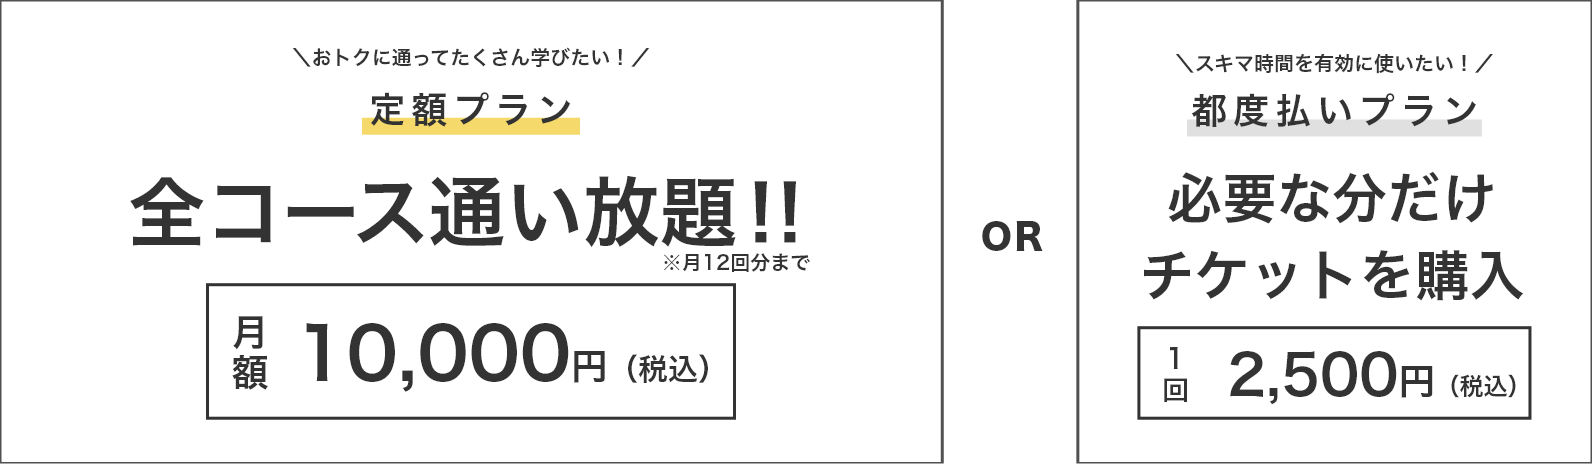 ＼おトクに通ってたくさん学びたい！／
定額プラン
全コース通い放題!!
※月12回分まで
月額 10,000円（税込）
OR
＼スキマ時間を有効に使いたい！／
都度払いプラン
必要な分だけ
チケットを購入
1回 2,500円（税込）